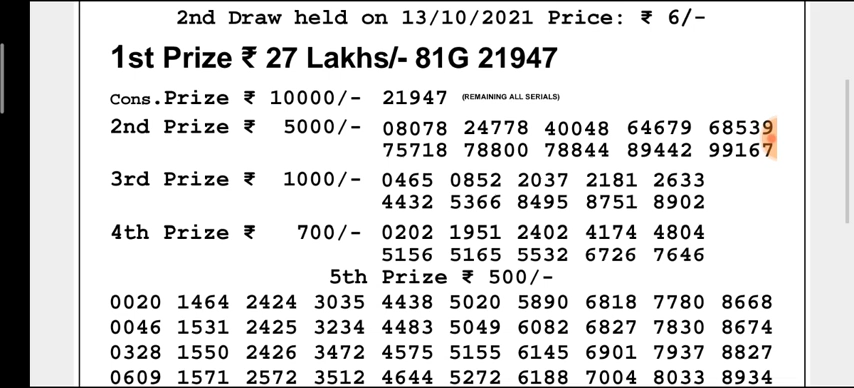 2nd Draw held on 13/10/2021 Price: ₹ 6/-
1st Prize ₹ 27 Lakhs/- 81G 21947
Cons.Prize ₹ 10000/- 21947 (REMAINING ALL SERIALS)
2nd Prize ₹ 5000/- 08078 24778 40048 64679 68539
75718 78800 78844 89442 99167
3rd Prize ₹ 1000/- 0465 0852 2037 2181 2633
4432 5366 8495 8751 8902
4th Prize ₹ 700/- 0202 1951 2402 4174 4804
5156 5165 5532 6726 7646
5th Prize ₹ 500/-
0020 1464 2424 3035 4438 5020 5890 6818 7780 8668
0046 1531 2425 3234 4483 5049 6082 6827 7830 8674
0328 1550 2426 3472 4575 5155 6145 6901 7937 8827
0609 1571 2572 3512 4644 5272 6188 7004 8033 8934